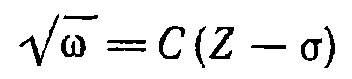 √ω = C(Z − σ)